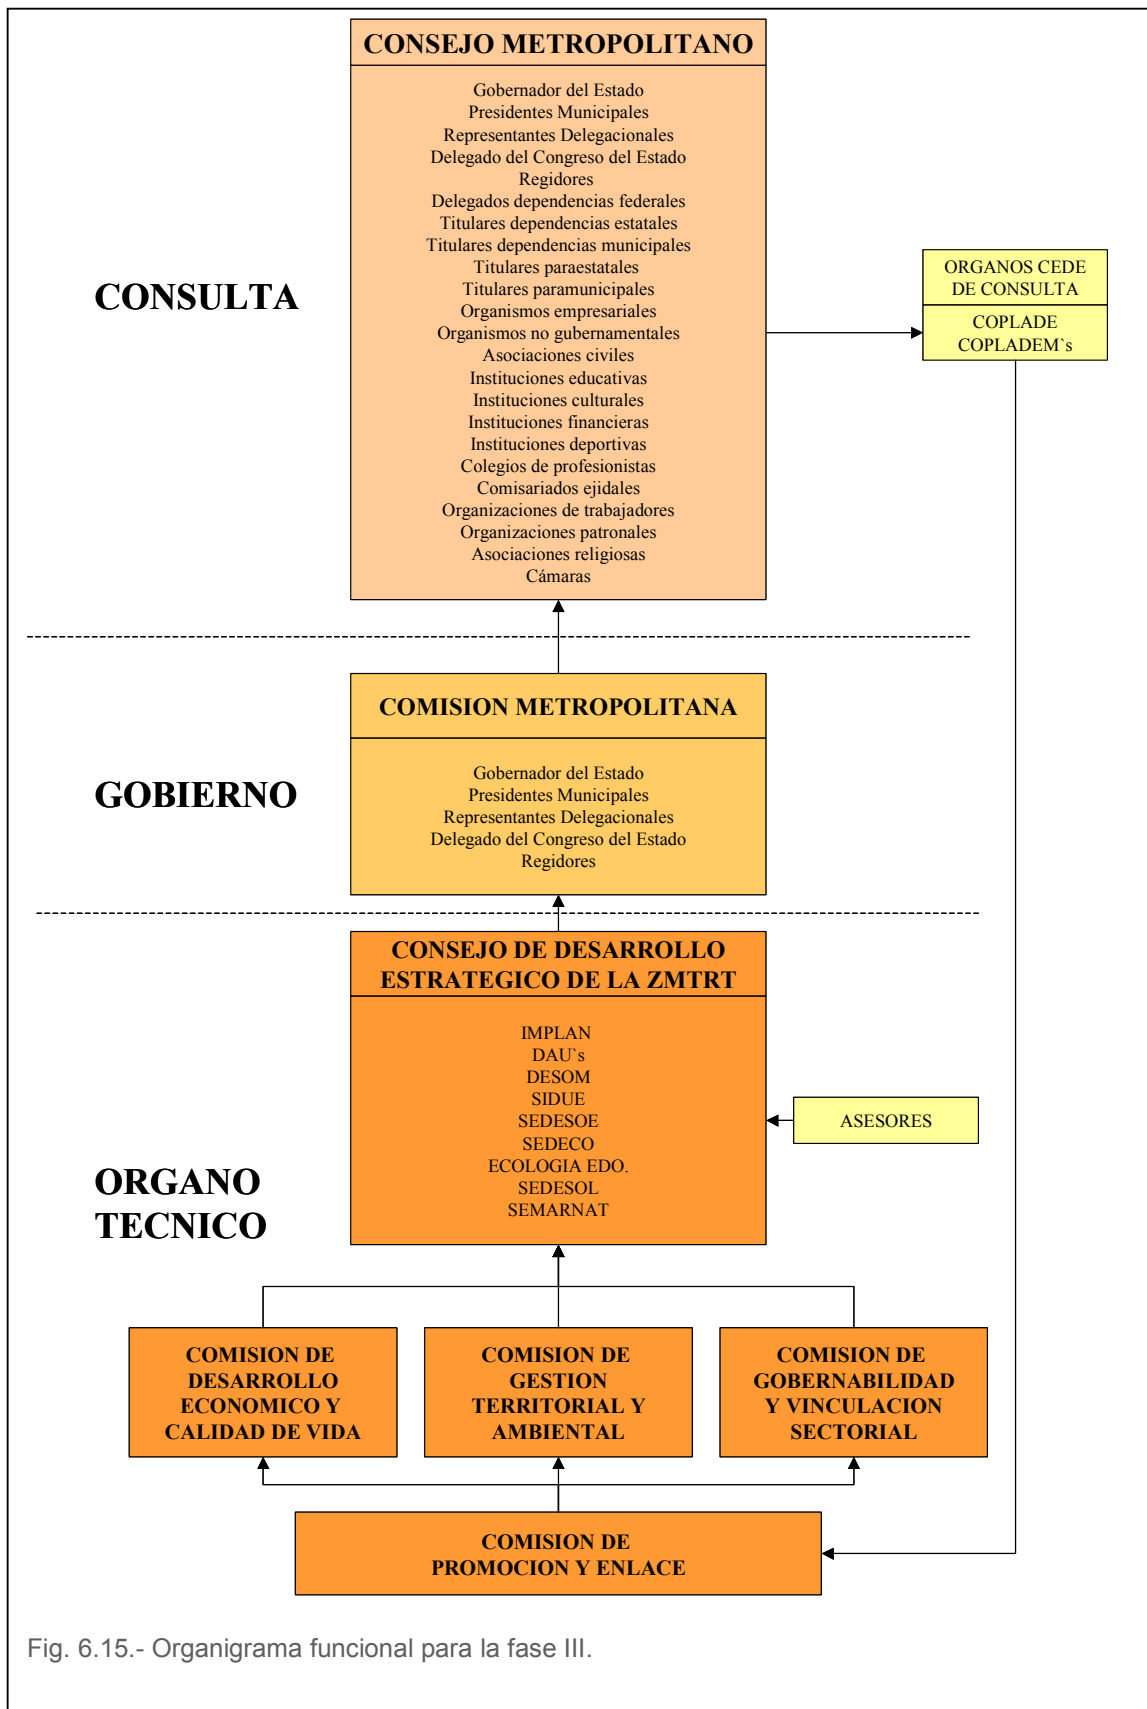 CONSEJO METROPOLITANO
Gobernador del Estado
Presidentes Municipales
Representantes Delegacionales
Delegado del Congreso del Estado
Regidores
Delegados dependencias federales
Titulares dependencias estatales
Titulares dependencias municipales
Titulares paraestatales
Titulares paramunicipales
Organismos empresariales
Organismos no gubernamentales
Asociaciones civiles
Instituciones educativas
Instituciones culturales
Instituciones financieras
Instituciones deportivas
Colegios de profesionistas
Comisariados ejidales
Organizaciones de trabajadores
Organizaciones patronales
Asociaciones religiosas
Cámaras
CONSULTA
ORGANOS CEDE
DE CONSULTA
COPLADE
COPLADEM`s
COMISION METROPOLITANA
Gobernador del Estado
Presidentes Municipales
Representantes Delegacionales
Delegado del Congreso del Estado
Regidores
GOBIERNO
CONSEJO DE DESARROLLO
ESTRATEGICO DE LA ZMTRT
IMPLAN
DAU`s
DESOM
SIDUE
SEDESOE
SEDECO
ECOLOGIA EDO.
SEDESOL
SEMARNAT
ASESORES
ORGANO
TECNICO
COMISION DE
DESARROLLO
ECONOMICO Y
CALIDAD DE VIDA
COMISION DE
GESTION
TERRITORIAL Y
AMBIENTAL
COMISION DE
GOBERNABILIDAD
Y VINCULACION
SECTORIAL
COMISION DE
PROMOCION Y ENLACE
Fig. 6.15.- Organigrama funcional para la fase III.